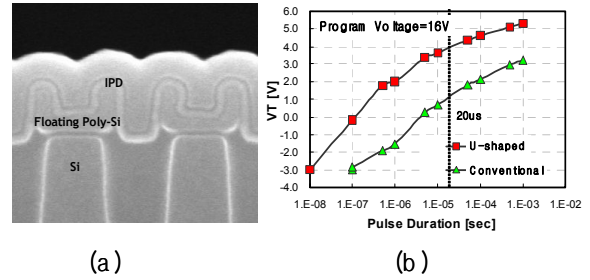 IPD
Floating Poly-Si
Si
(a)
Program Voltage=16V
VT [V]
6.0
5.0
4.0
3.0
2.0
1.0
0.0
-1.0
-2.0
-3.0
-4.0
20us
U-shaped
Conventional
1.E-08 1.E-07 1.E-06 1.E-05 1.E-04 1.E-03 1.E-02
Pulse Duration [sec]
(b)